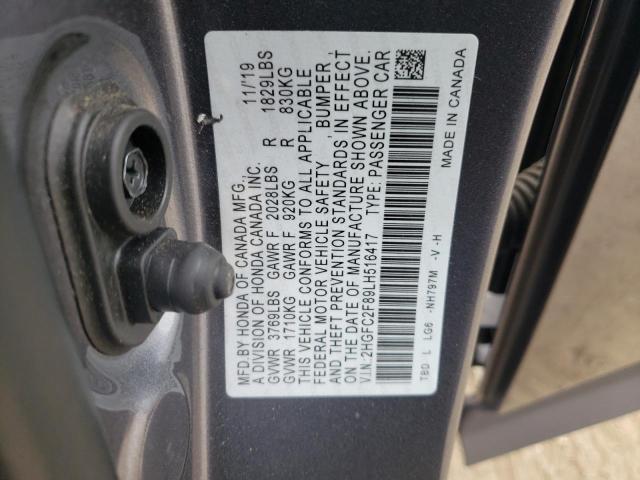 MFD.BY HONDA OF CANADA MFG. 11/19
A DIVISION OF HONDA CANADA INC.
GVWR 3769LBS GAWR F 2028LBS R 1829LBS
GVWR 1710KG GAWR F 920KG R 830KG
THIS VEHICLE CONFORMS TO ALL APPLICABLE
FEDERAL MOTOR VEHICLE SAFETY , BUMPER ,
AND THEFT PREVENTION STANDARDS IN EFFECT
ON THE DATE OF MANUFACTURE SHOWN ABOVE.
V.I.N.:2HGFC2F89LH516417 TYPE: PASSENGER CAR
TBD L LG6 -NH797M -V -H
MADE IN CANADA